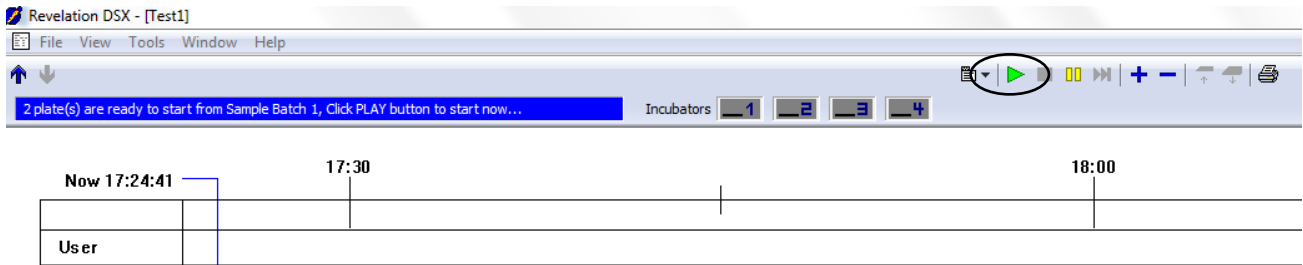 Revelation DSX - [Test1]
File View Tools Window Help
2 plate(s) are ready to start from Sample Batch 1, Click PLAY button to start now...
Incubators 1 2 3 4
17:30 18:00
Now 17:24:41
User